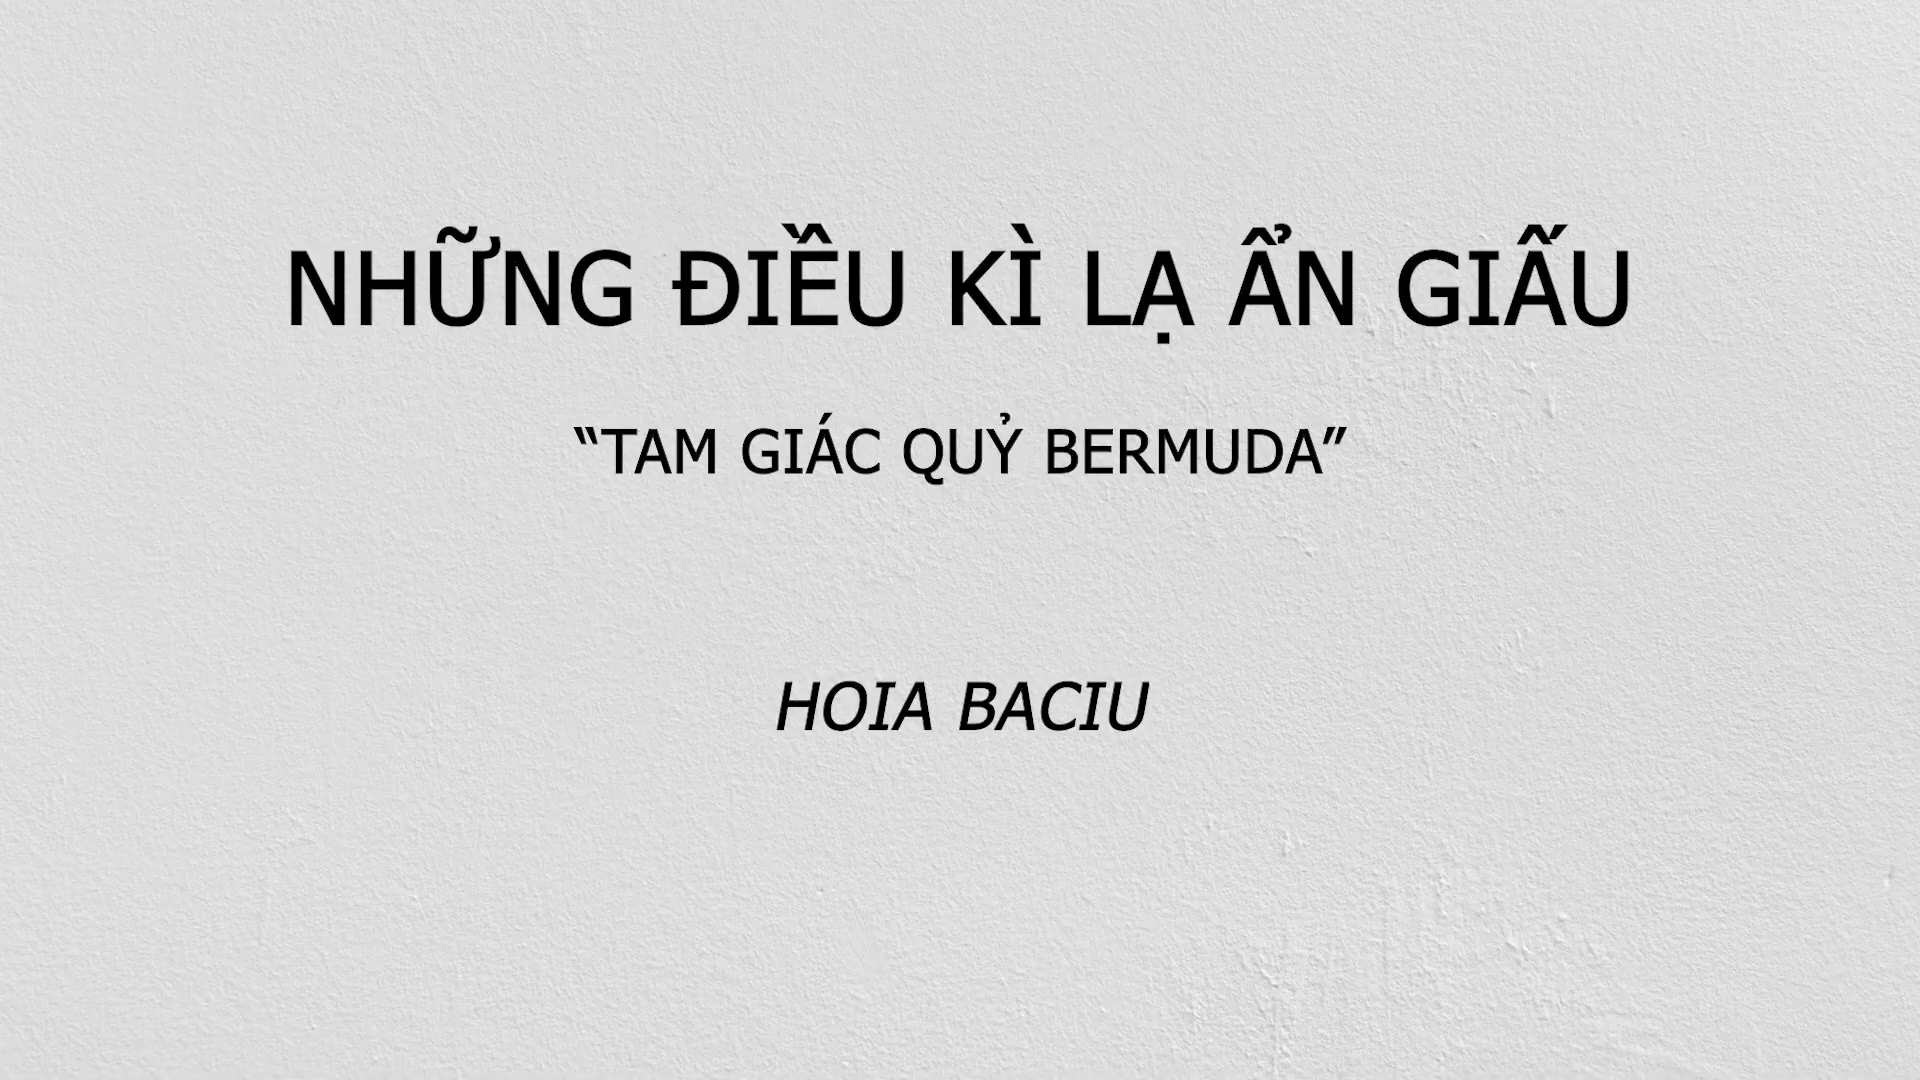 NHỮNG ĐIỀU KÌ LẠ ẨN GIẤU
“TAM GIÁC QUỶ BERMUDA”
HOIA BACIU